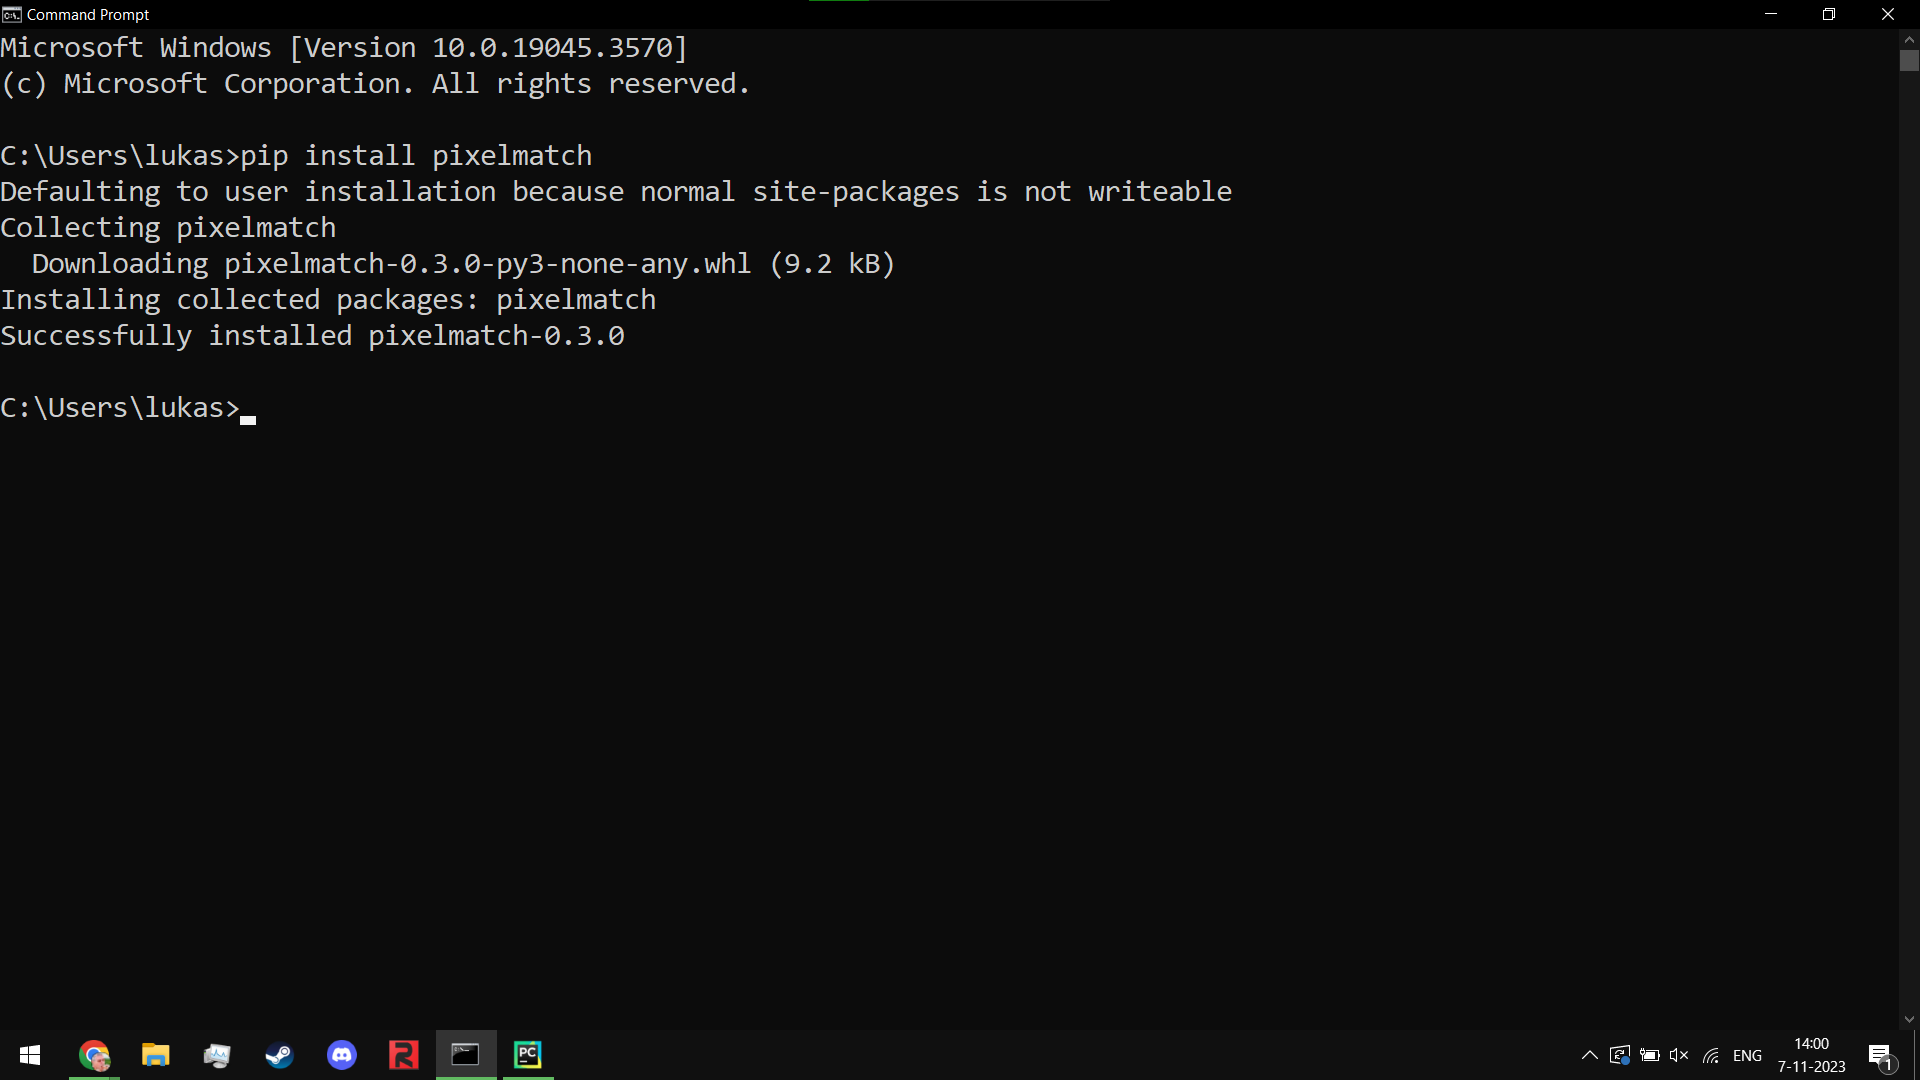 Command Prompt
Microsoft Windows [Version 10.0.19045.3570]
(c) Microsoft Corporation. All rights reserved.
C:\Users\lukas>pip install pixelmatch
Defaulting to user installation because normal site-packages is not writeable
Collecting pixelmatch
  Downloading pixelmatch-0.3.0-py3-none-any.whl (9.2 kB)
Installing collected packages: pixelmatch
Successfully installed pixelmatch-0.3.0
C:\Users\lukas>
PC
ENG
14:00
7-11-2023
1